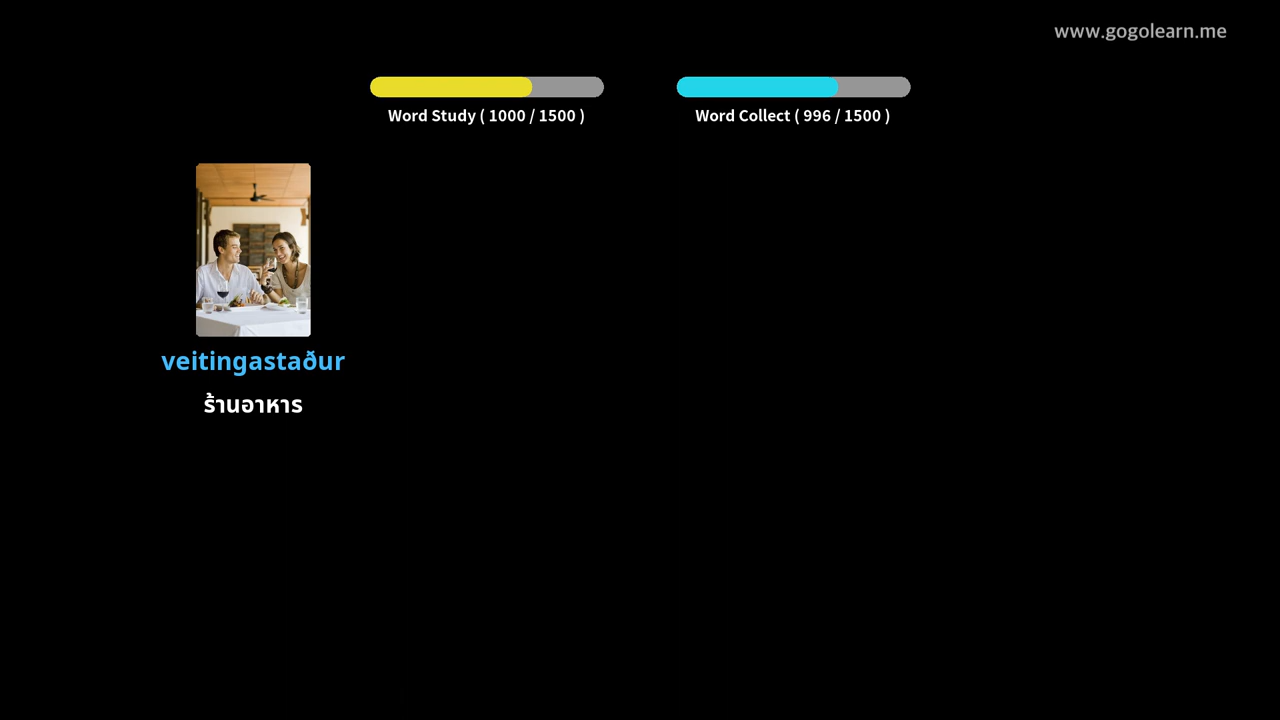 www.gogolearn.me
Word Study ( 1000 / 1500 )
Word Collect ( 996 / 1500 )
veitingastaður
ร้านอาหาร